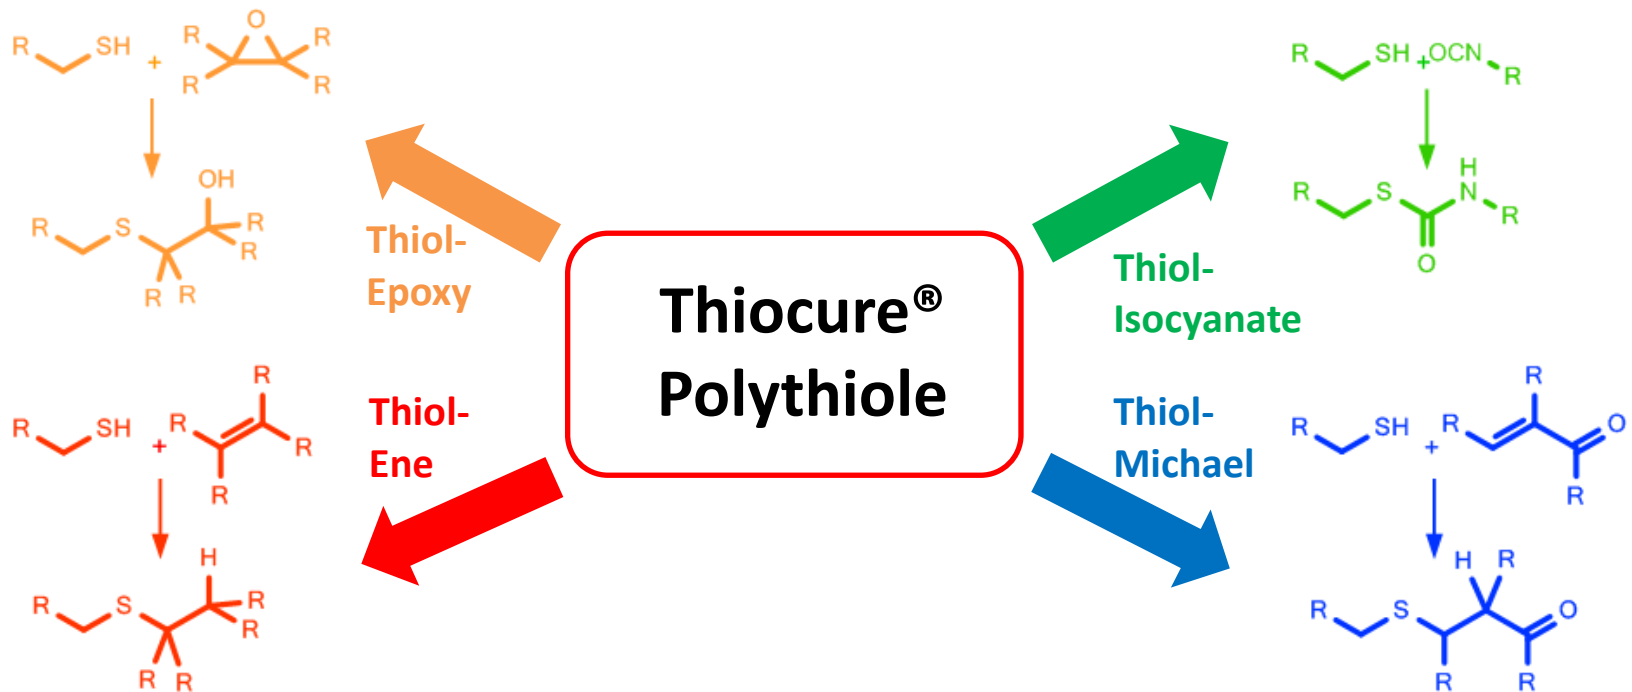 R SH + O R R R R
OH
R S R R R R
Thiol-
Epoxy
R SH + OCN R
H
R S N R
O
Thiol-
Isocyanate
Thiocure®
Polythiole
R
R SH + R R
R
Thiol-
Ene
H
R S R R
R R
Thiol-
Michael
R
R SH + R O
R
H R
R S O
R R